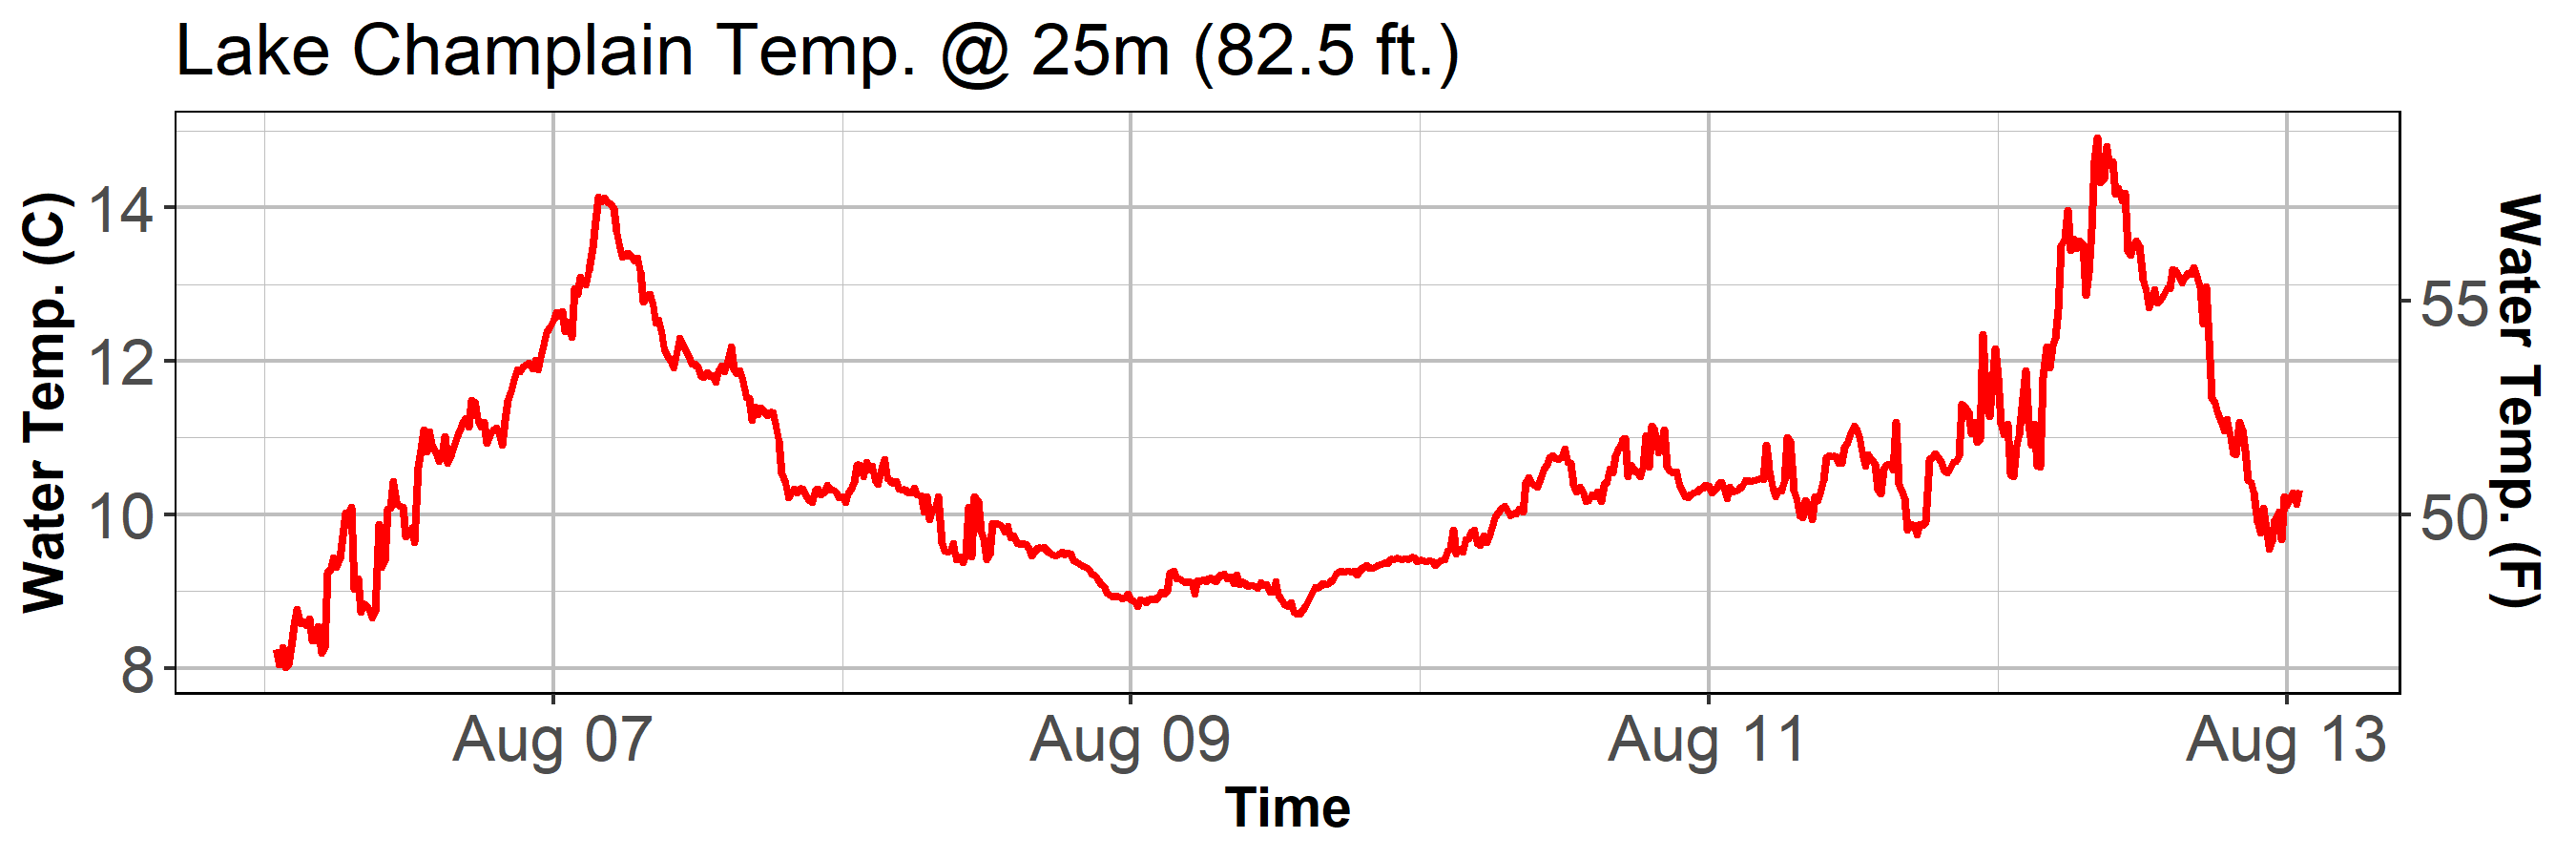 Lake Champlain Temp. @ 25m (82.5 ft.)
Water Temp. (C)
14
12
10
8
55
50
Water Temp. (F)
Aug 07
Aug 09
Aug 11
Aug 13
Time